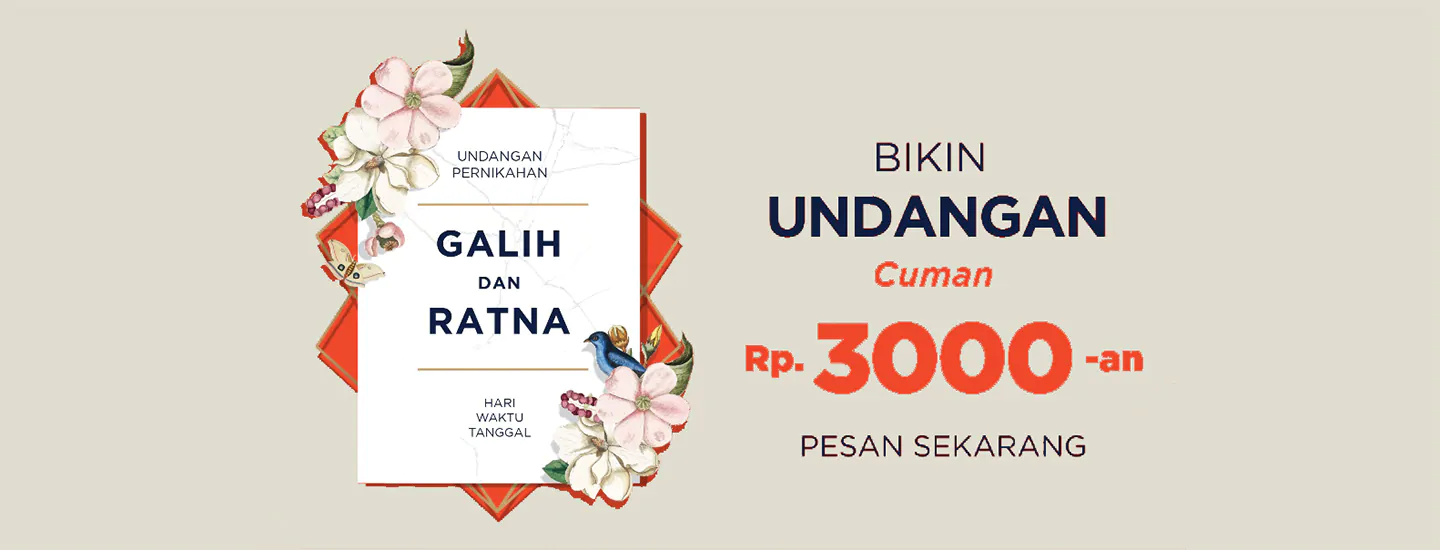 UNDANGAN
PERNIKAHAN
GALIH
DAN
RATNA
HARI
WAKTU
TANGGAL
BIKIN
UNDANGAN
Cuman
Rp. 3000 -an
PESAN SEKARANG